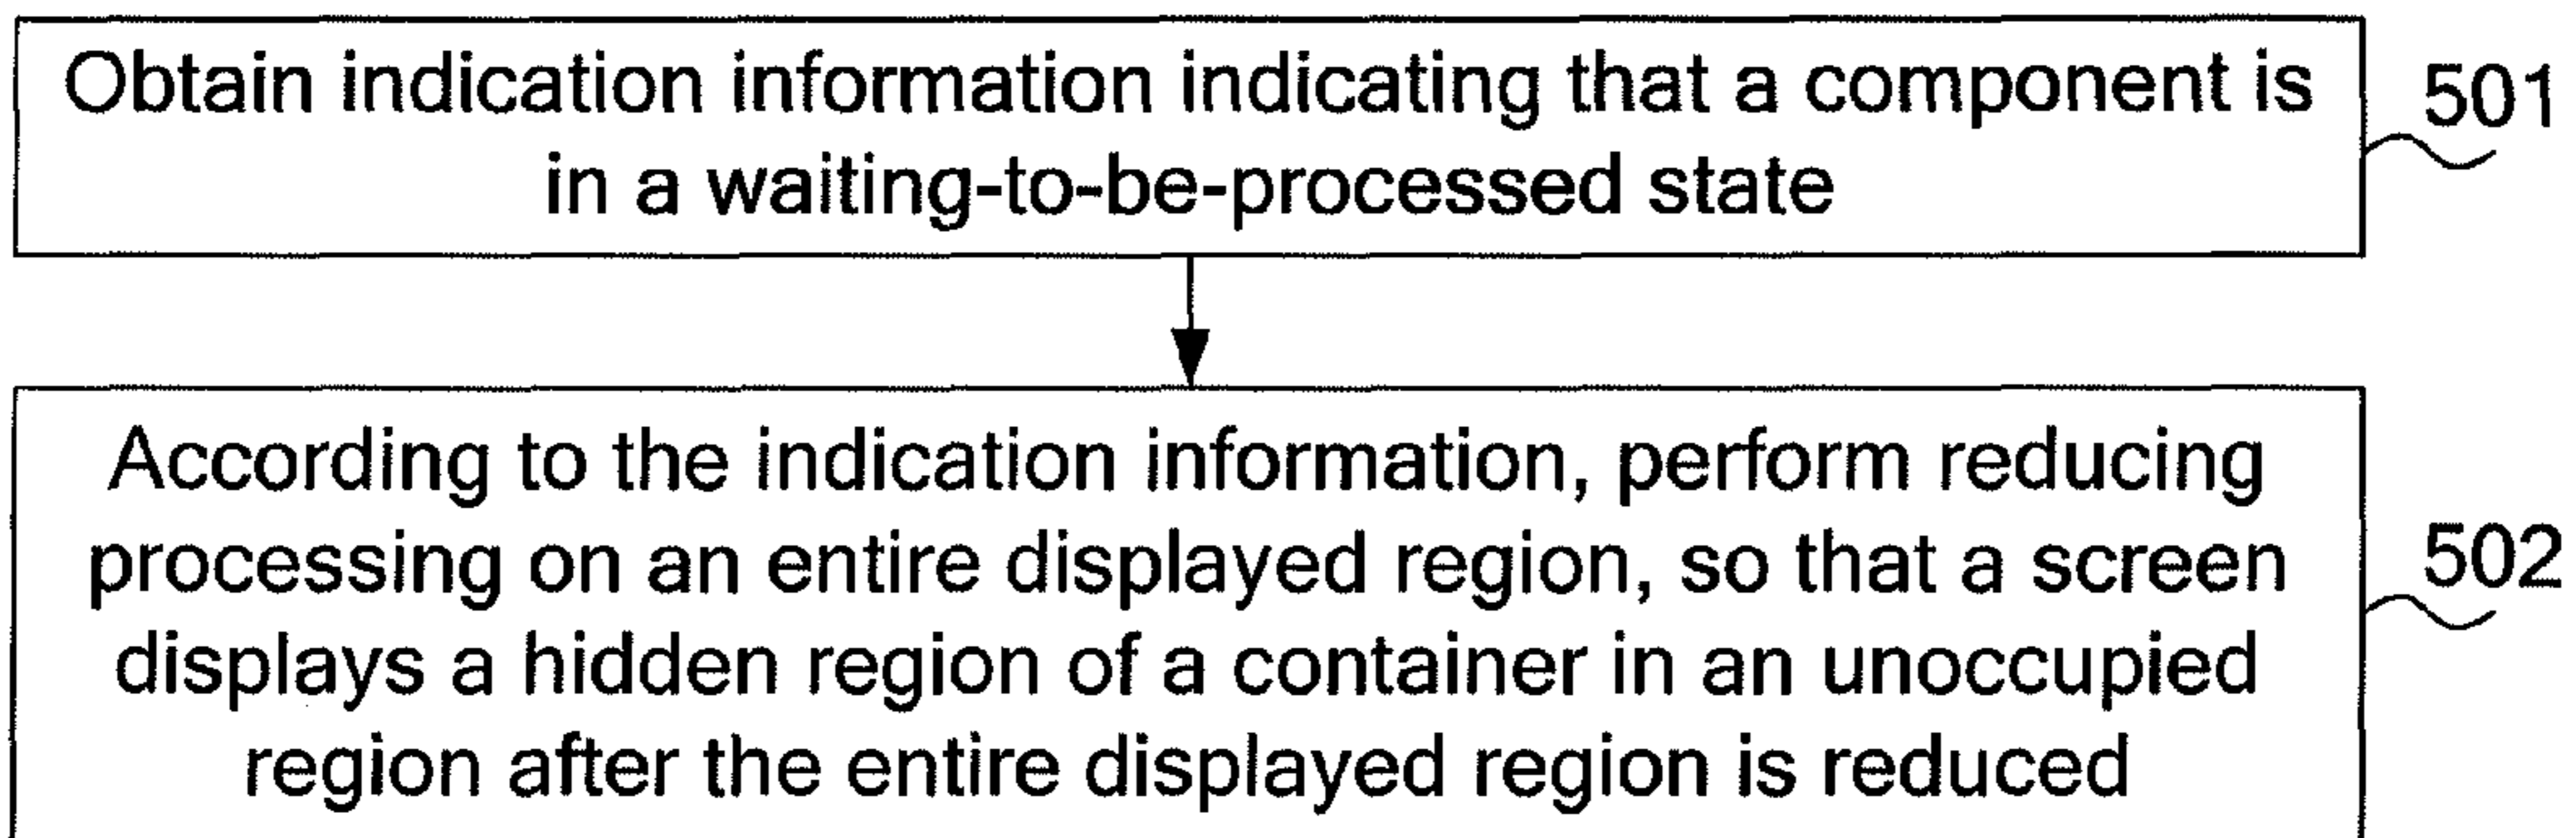 Obtain indication information indicating that a component is
in a waiting-to-be-processed state
501
According to the indication information, perform reducing
processing on an entire displayed region, so that a screen
displays a hidden region of a container in an unoccupied
region after the entire displayed region is reduced
502